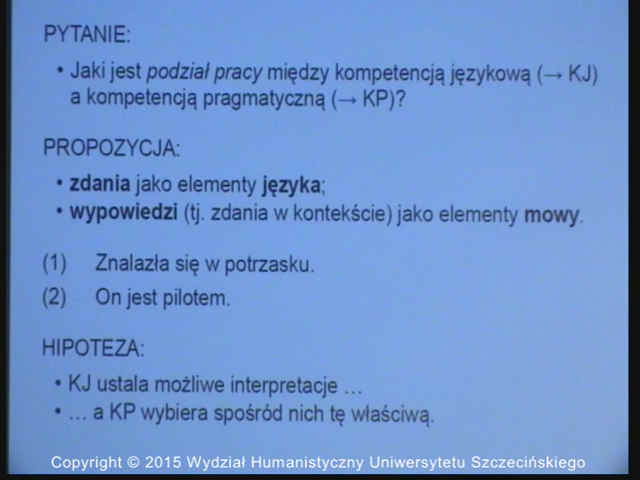 PYTANIE:
• Jaki jest podział pracy między kompetencją językową (→ KJ)
a kompetencją pragmatyczną (→ KP)?
PROPOZYCJA:
• zdania jako elementy języka;
• wypowiedzi (tj. zdania w kontekście) jako elementy mowy.
(1) Znalazła się w potrzasku.
(2) On jest pilotem.
HIPOTEZA:
• KJ ustala możliwe interpretacje …
• … a KP wybiera spośród nich tę właściwą.
Copyright © 2015 Wydział Humanistyczny Uniwersytetu Szczecińskiego